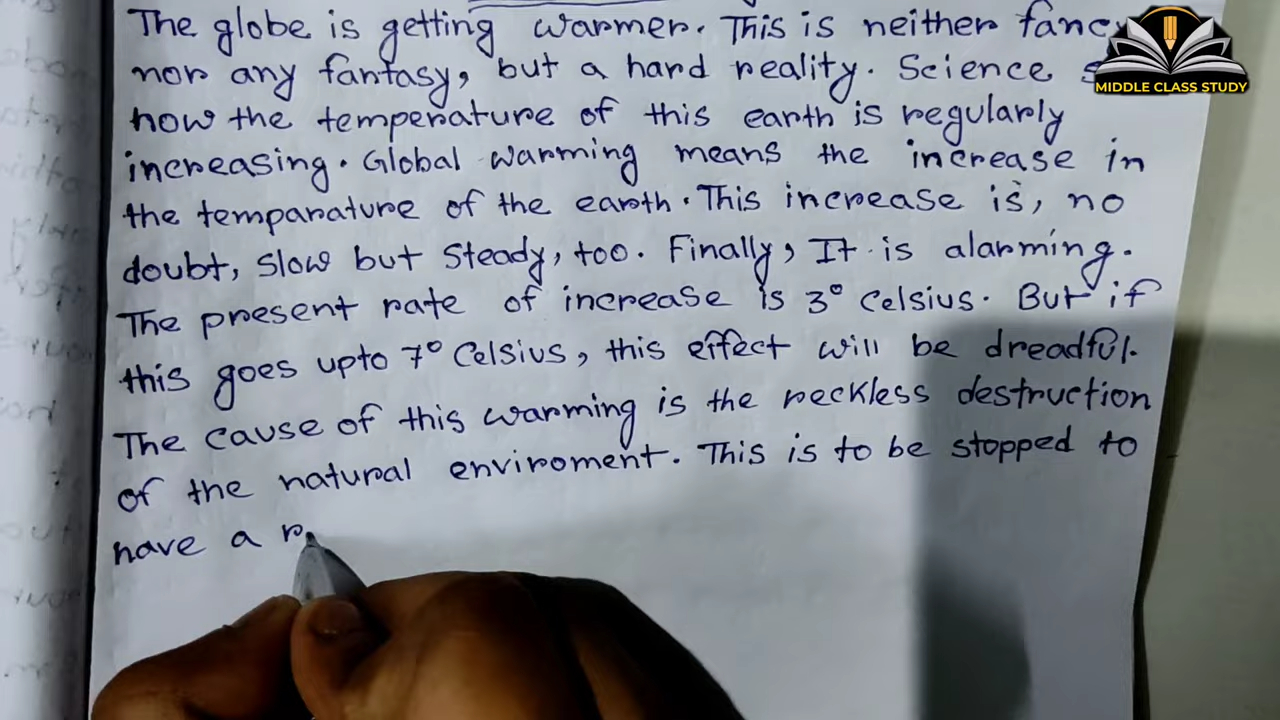 The globe is getting warmer. This is neither fancy
nor any fantasy, but a hard reality. Science
how the temperature of this earth is regularly
increasing. Global warming means the increase in
the temparature of the earth. This increase is, no
doubt, slow but steady, too. Finally, It is alarming.
The present rate of increase is 3° Celsius. But if
this goes upto 7° Celsius, this effect will be dreadful.
The cause of this warming is the reckless destruction
of the natural enviroment. This is to be stopped to
have a
MIDDLE CLASS STUDY